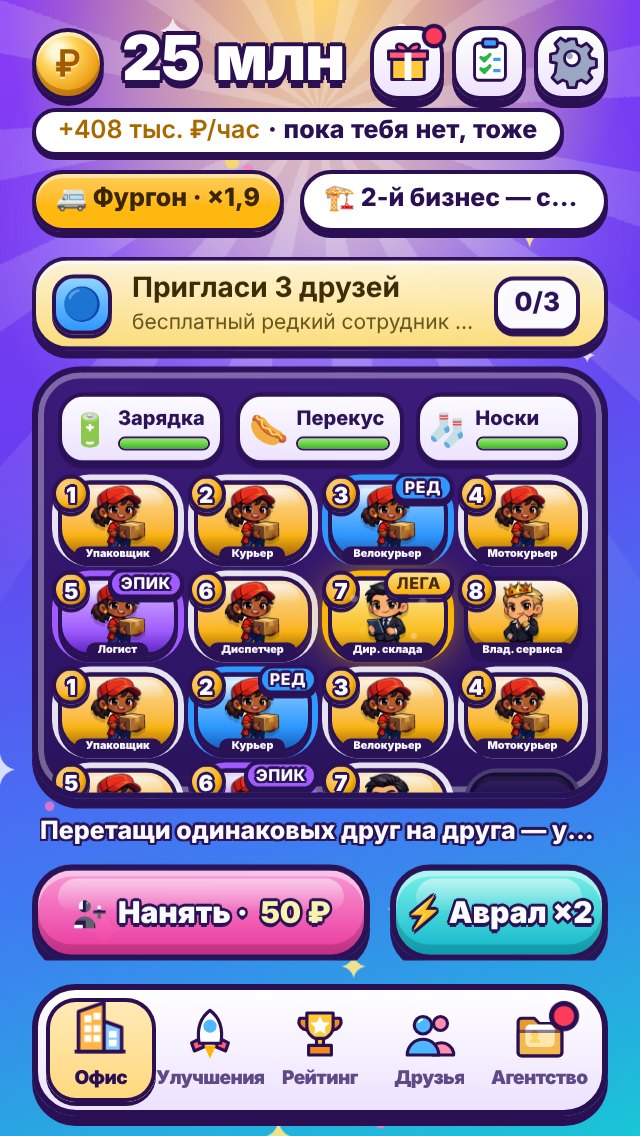 ₽ 25 млн
+408 тыс. ₽/час · пока тебя нет, тоже
Фургон · ×1,9
2-й бизнес — с...
Пригласи 3 друзей
бесплатный редкий сотрудник ...
0/3
Зарядка
Перекус
Носки
1 Упаковщик
2 Курьер
3 РЕД Велокурьер
4 Мотокурьер
5 ЭПИК Логист
6 Диспетчер
7 ЛЕГА Дир. склада
8 Влад. сервиса
1 Упаковщик
2 РЕД Курьер
3 Велокурьер
4 Мотокурьер
5
6 ЭПИК
7
Перетащи одинаковых друг на друга — у...
Нанять · 50 ₽
Аврал ×2
Офис
Улучшения
Рейтинг
Друзья
Агентство